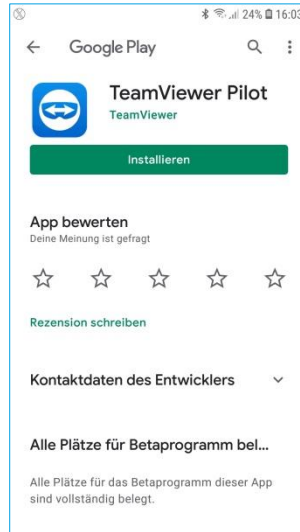 24% 16:03
Google Play
TeamViewer Pilot
TeamViewer
Installieren
App bewerten
Deine Meinung ist gefragt
Rezension schreiben
Kontaktdaten des Entwicklers
Alle Plätze für Betaprogramm bel...
Alle Plätze für das Betaprogramm dieser App
sind vollständig belegt.